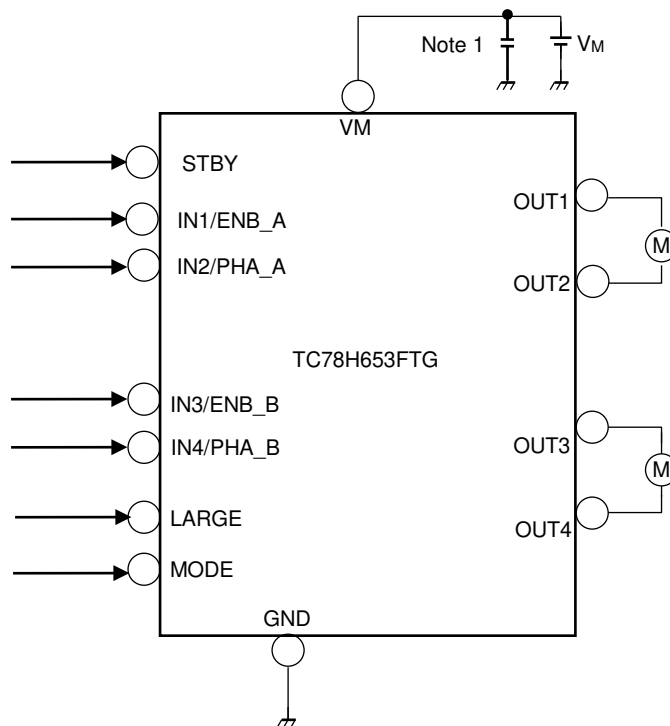 Note 1
VM
VM
STBY
OUT1
IN1/ENB_A
M
IN2/PHA_A
OUT2
TC78H653FTG
IN3/ENB_B
OUT3
IN4/PHA_B
M
LARGE
OUT4
MODE
GND